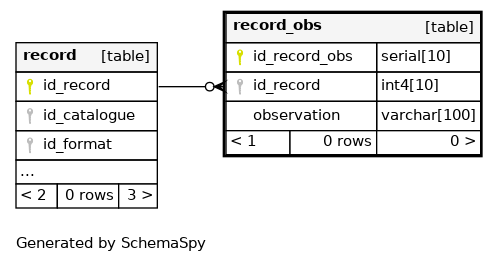 record [table]
id_record
id_catalogue
id_format
...
< 2 0 rows 3 >
record_obs [table]
id_record_obs serial[10]
id_record int4[10]
observation varchar[100]
< 1 0 rows 0 >
Generated by SchemaSpy